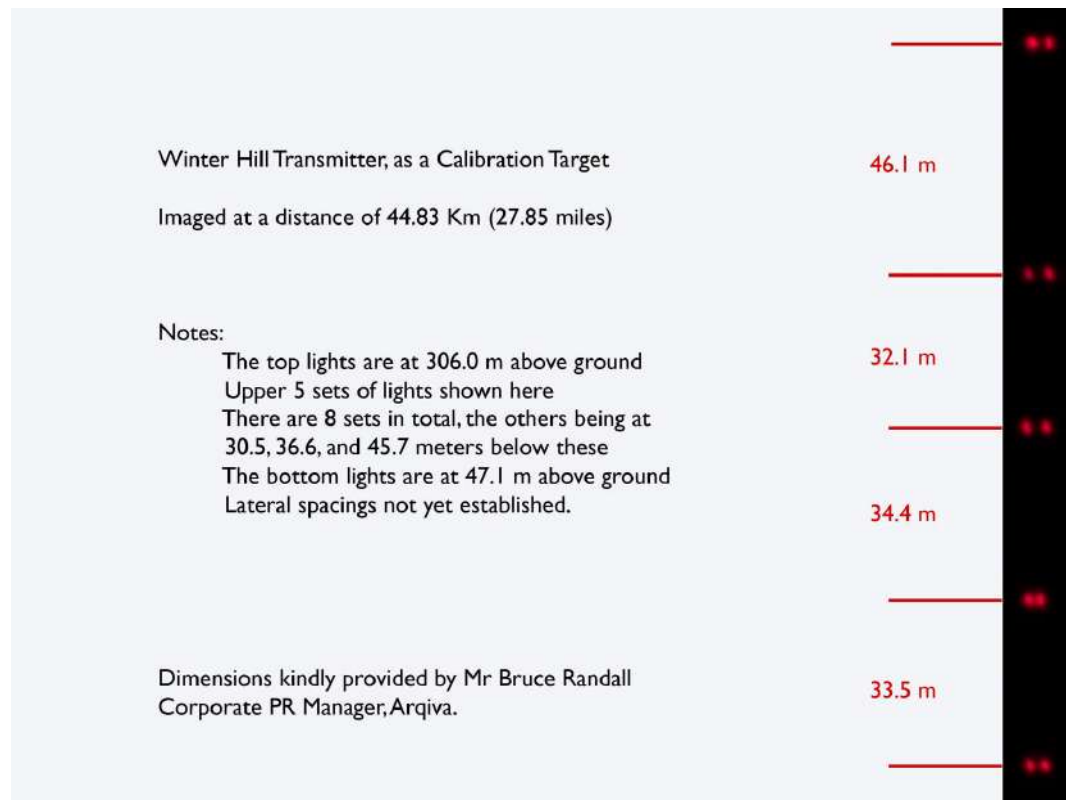 Winter Hill Transmitter, as a Calibration Target
46.1 m
Imaged at a distance of 44.83 Km (27.85 miles)
Notes:
The top lights are at 306.0 m above ground
32.1 m
Upper 5 sets of lights shown here
There are 8 sets in total, the others being at
30.5, 36.6, and 45.7 meters below these
The bottom lights are at 47.1 m above ground
Lateral spacings not yet established.
34.4 m
Dimensions kindly provided by Mr Bruce Randall
33.5 m
Corporate PR Manager, Arqiva.